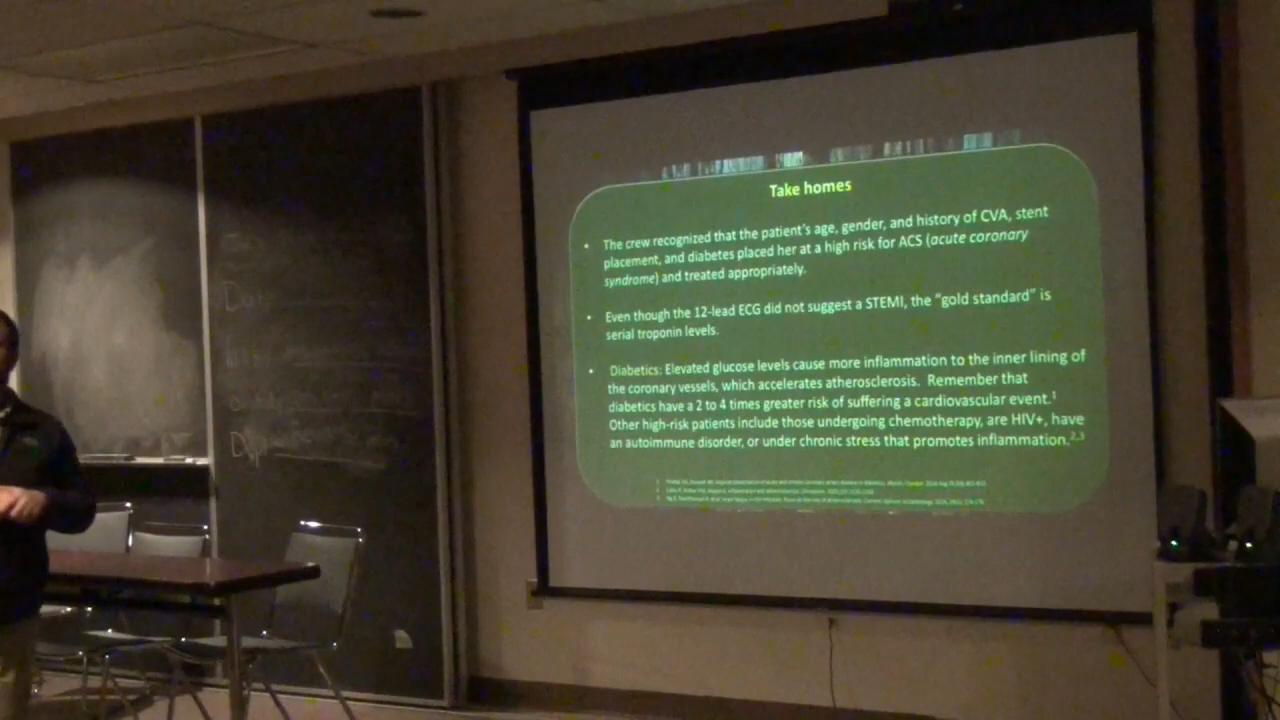 Take homes
• The crew recognized that the patient's age, gender, and history of CVA, stent
placement, and diabetes placed her at a high risk for ACS (acute coronary
syndrome) and treated appropriately.
• Even though the 12-lead ECG did not suggest a STEMI, the "gold standard" is
serial troponin levels.
• Diabetics: Elevated glucose levels cause more inflammation to the inner lining of
the coronary vessels, which accelerates atherosclerosis. Remember that
diabetics have a 2 to 4 times greater risk of suffering a cardiovascular event.1
Other high-risk patients include those undergoing chemotherapy, are HIV+, have
an autoimmune disorder, or under chronic stress that promotes inflammation.2,3